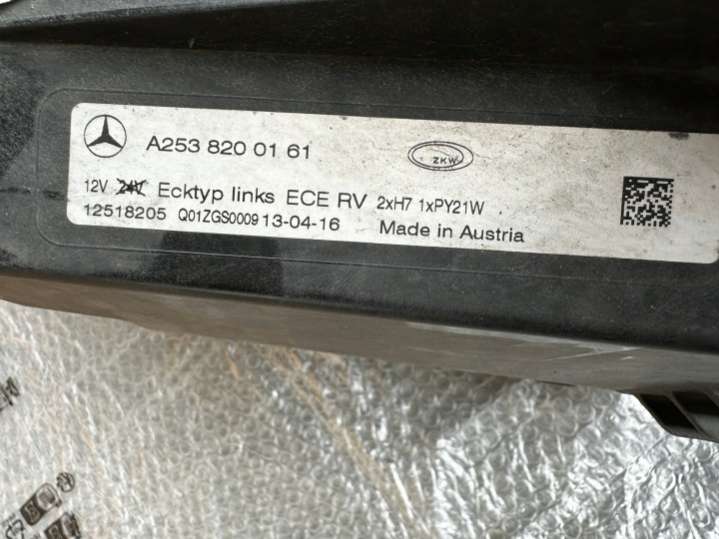 A253 820 01 61
ZKW
12V 24V Ecktyp links ECE RV 2xH7 1xPY21W
12518205 Q01ZGS0009 13-04-16 Made in Austria